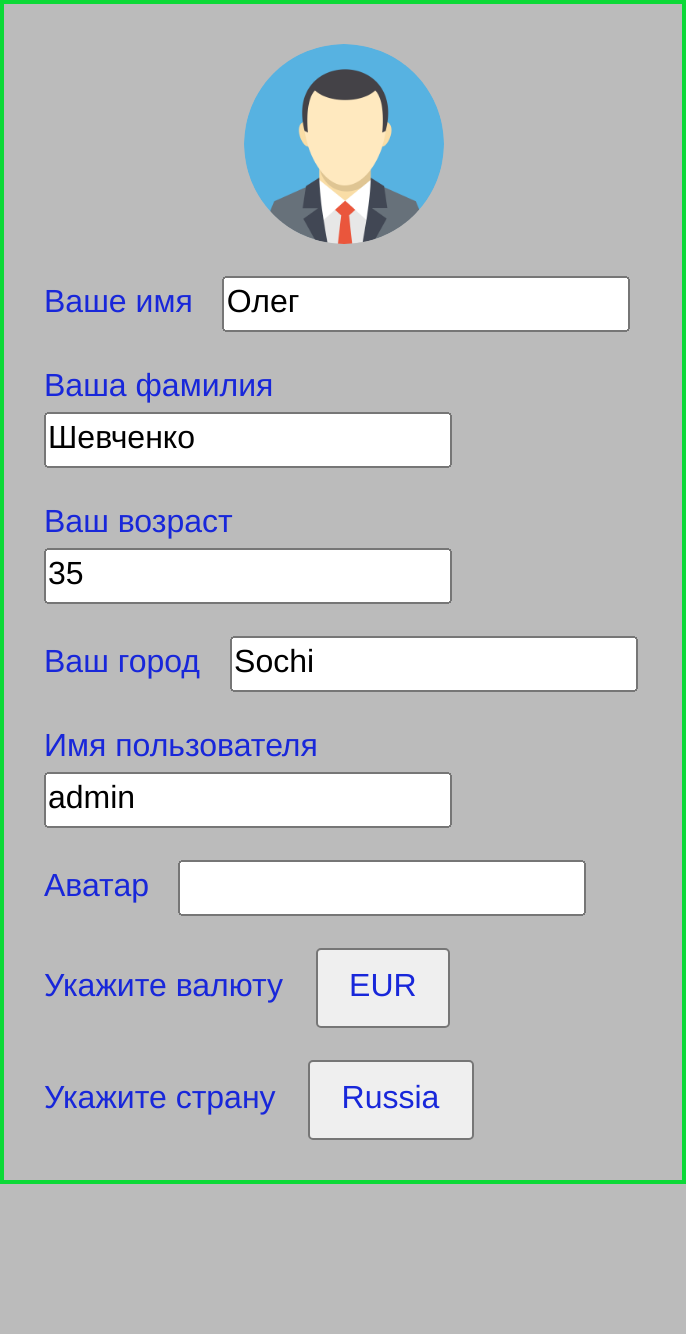 Ваше имя Олег
Ваша фамилия
Шевченко
Ваш возраст
35
Ваш город Sochi
Имя пользователя
admin
Аватар
Укажите валюту EUR
Укажите страну Russia